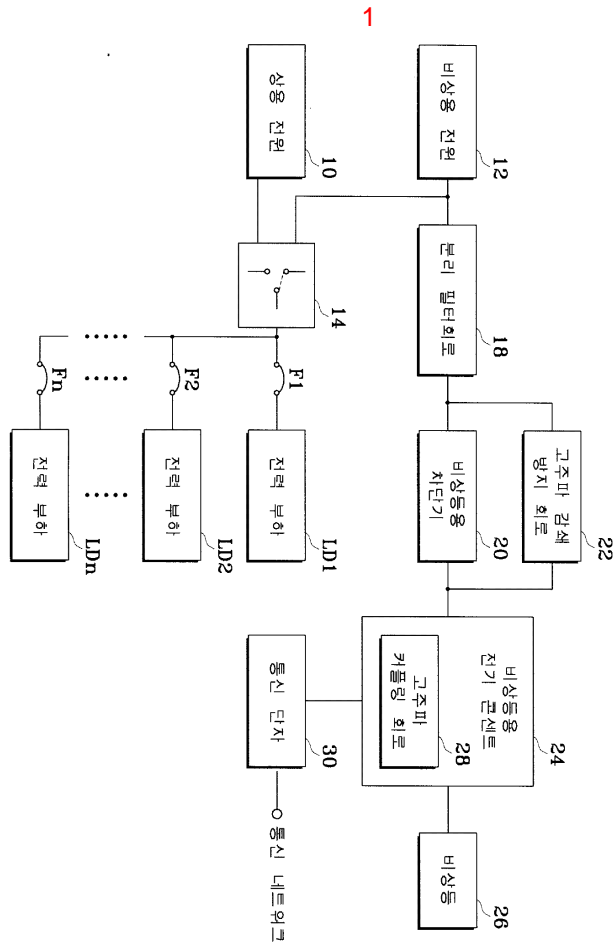 1
비상용 전원
12
분리 필터회로
18
고주파 감쇄
방지 회로
22
비상등용
차단기
20
비상등용
전기 콘센트
24
고주파
커플링 회로
28
비상등
26
상용 전원
10
14
F1
전력 부하
LD1
F2
전력 부하
LD2
Fn
전력 부하
LDn
통신 단자
30
통신 네트워크